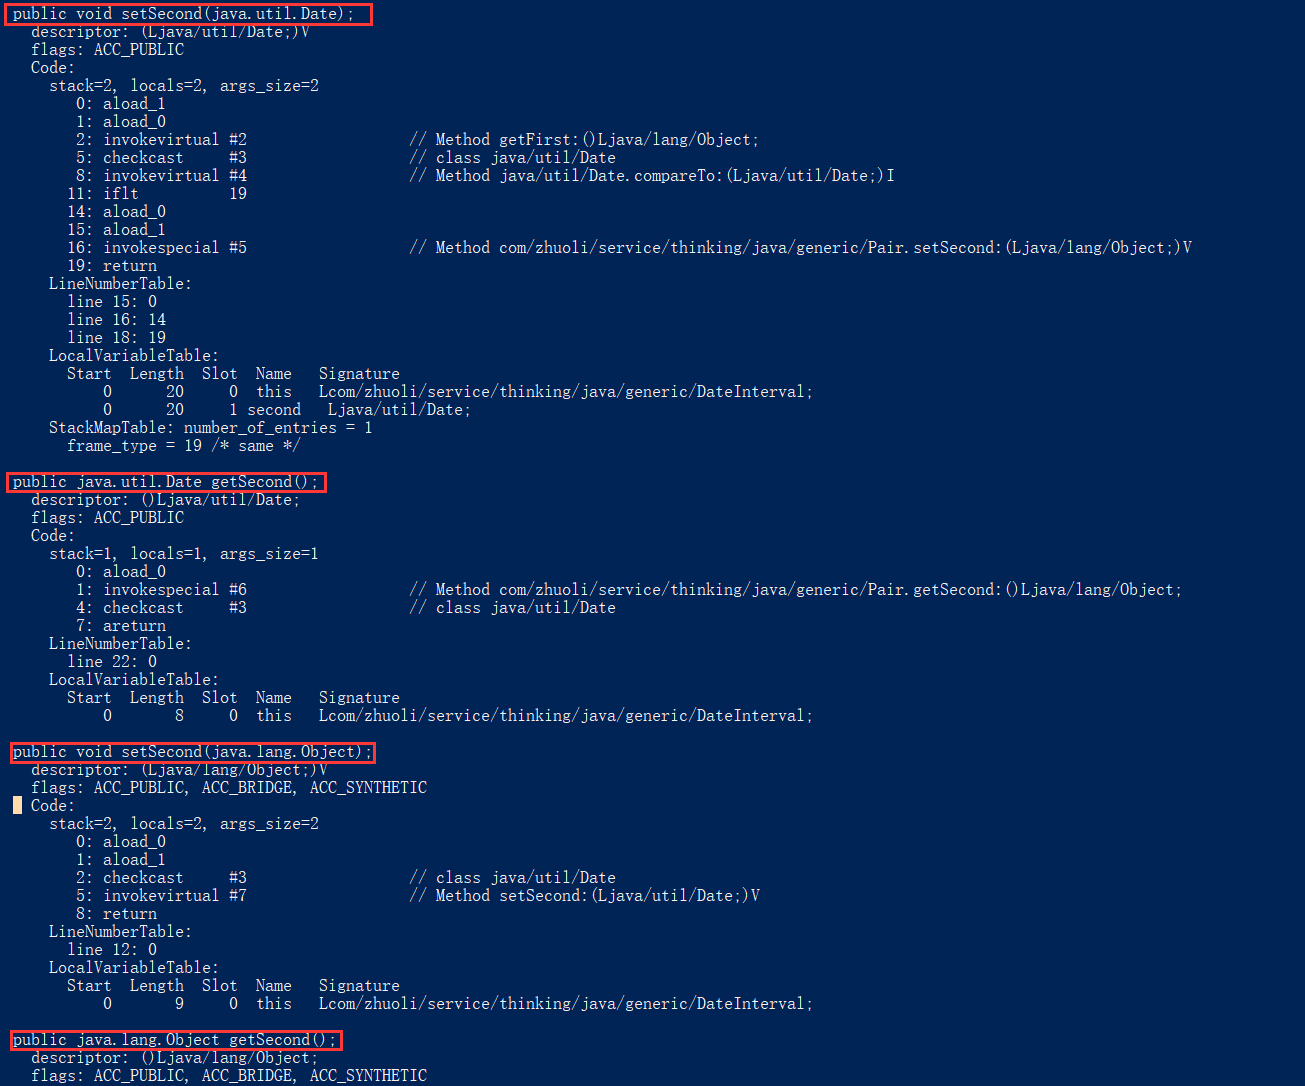 public void setSecond(java.util.Date);
descriptor: (Ljava/util/Date;)V
flags: ACC_PUBLIC
Code:
stack=2, locals=2, args_size=2
0: aload_1
1: aload_0
2: invokevirtual #2 // Method getFirst:()Ljava/lang/Object;
5: checkcast #3 // class java/util/Date
8: invokevirtual #4 // Method java/util/Date.compareTo:(Ljava/util/Date;)I
11: iflt 19
14: aload_0
15: aload_1
16: invokespecial #5 // Method com/zhuoli/service/thinking/java/generic/Pair.setSecond:(Ljava/lang/Object;)V
19: return
LineNumberTable:
line 15: 0
line 16: 14
line 18: 19
LocalVariableTable:
Start Length Slot Name Signature
0 20 0 this Lcom/zhuoli/service/thinking/java/generic/DateInterval;
0 20 1 second Ljava/util/Date;
StackMapTable: number_of_entries = 1
frame_type = 19 /* same */
public java.util.Date getSecond();
descriptor: ()Ljava/util/Date;
flags: ACC_PUBLIC
Code:
stack=1, locals=1, args_size=1
0: aload_0
1: invokespecial #6 // Method com/zhuoli/service/thinking/java/generic/Pair.getSecond:()Ljava/lang/Object;
4: checkcast #3 // class java/util/Date
7: areturn
LineNumberTable:
line 22: 0
LocalVariableTable:
Start Length Slot Name Signature
0 8 0 this Lcom/zhuoli/service/thinking/java/generic/DateInterval;
public void setSecond(java.lang.Object);
descriptor: (Ljava/lang/Object;)V
flags: ACC_PUBLIC, ACC_BRIDGE, ACC_SYNTHETIC
Code:
stack=2, locals=2, args_size=2
0: aload_0
1: aload_1
2: checkcast #3 // class java/util/Date
5: invokevirtual #7 // Method setSecond:(Ljava/util/Date;)V
8: return
LineNumberTable:
line 12: 0
LocalVariableTable:
Start Length Slot Name Signature
0 9 0 this Lcom/zhuoli/service/thinking/java/generic/DateInterval;
public java.lang.Object getSecond();
descriptor: ()Ljava/lang/Object;
flags: ACC_PUBLIC, ACC_BRIDGE, ACC_SYNTHETIC